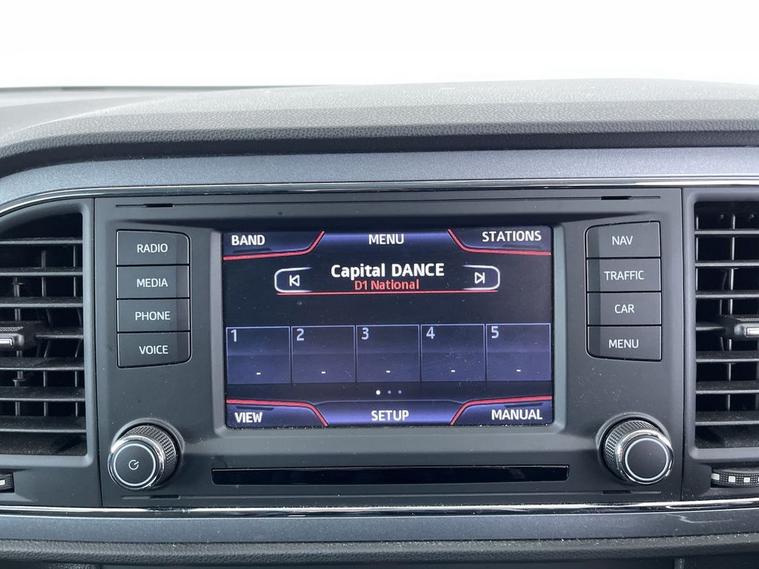 RADIO
MEDIA
PHONE
VOICE
BAND MENU STATIONS
Capital DANCE
D1 National
1 2 3 4 5
- - - - -
VIEW SETUP MANUAL
NAV
TRAFFIC
CAR
MENU